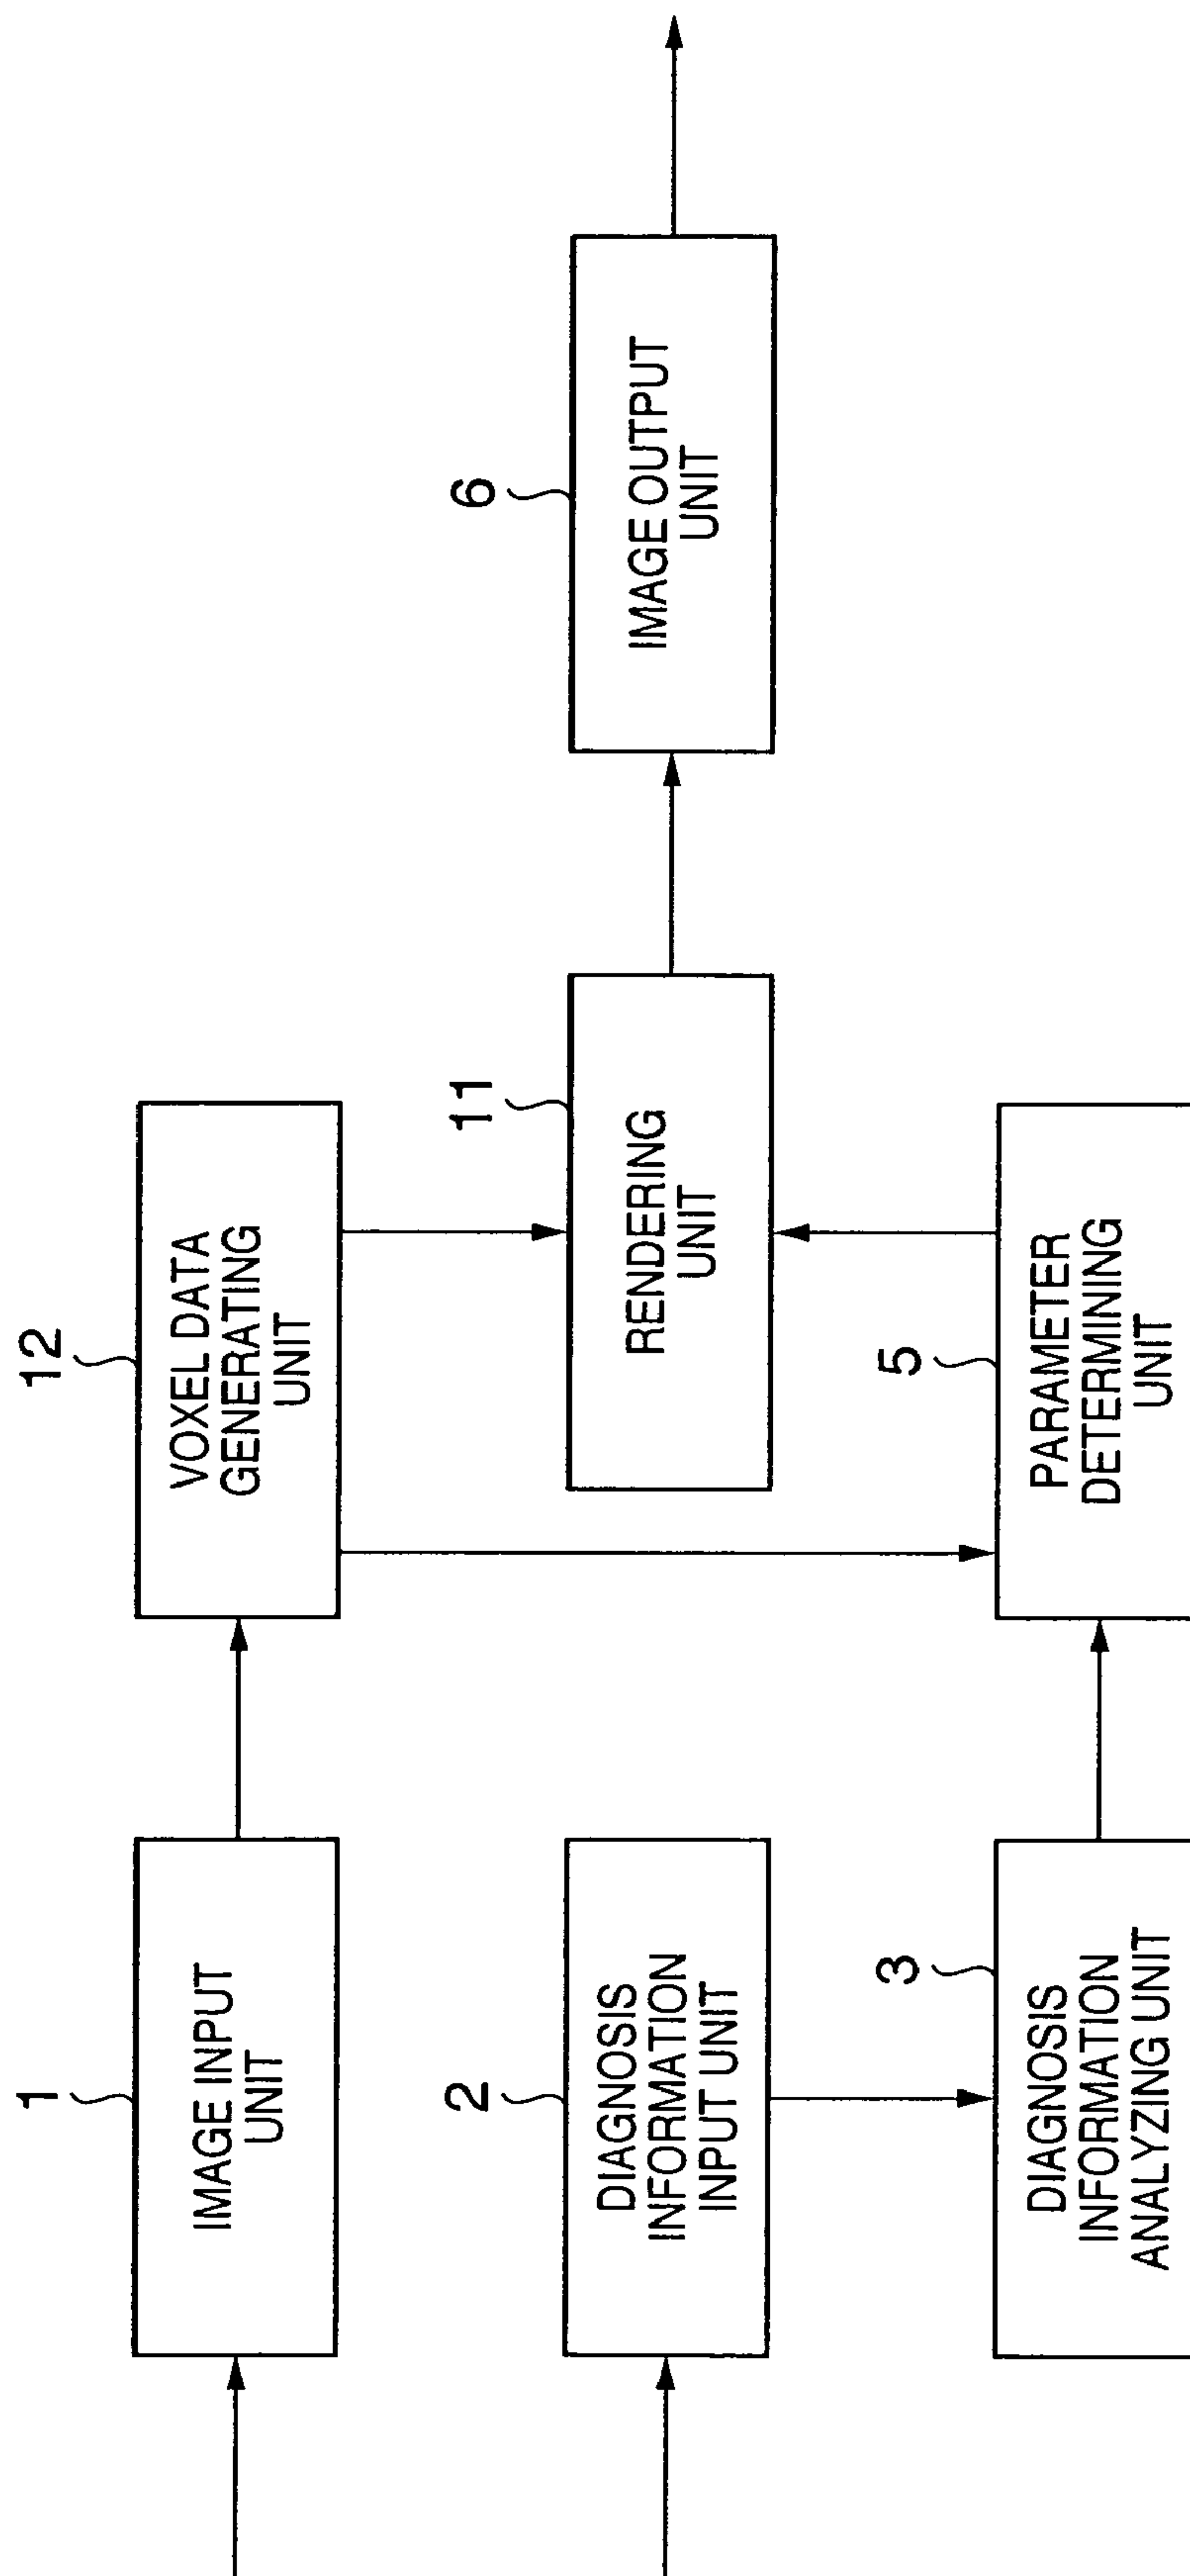 1
IMAGE INPUT
UNIT
12
VOXEL DATA
GENERATING
UNIT
2
DIAGNOSIS
INFORMATION
INPUT UNIT
11
RENDERING
UNIT
6
IMAGE OUTPUT
UNIT
3
DIAGNOSIS
INFORMATION
ANALYZING UNIT
5
PARAMETER
DETERMINING
UNIT